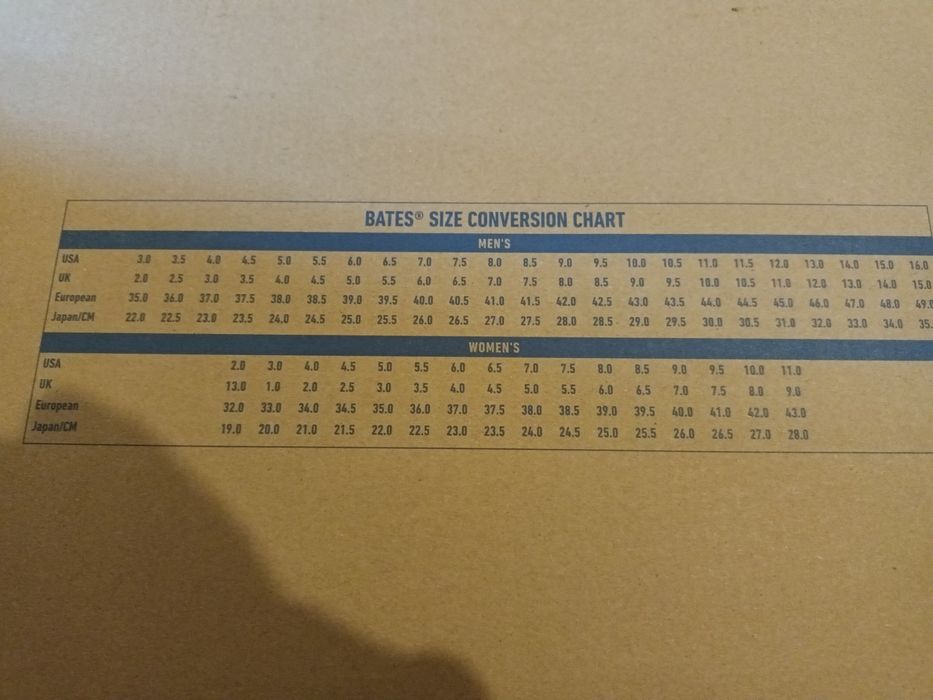 BATES® SIZE CONVERSION CHART
MEN'S
USA 3.0 3.5 4.0 4.5 5.0 5.5 6.0 6.5 7.0 7.5 8.0 8.5 9.0 9.5 10.0 10.5 11.0 11.5 12.0 13.0 14.0 15.0 16.0
UK 2.0 2.5 3.0 3.5 4.0 4.5 5.0 5.5 6.0 6.5 7.0 7.5 8.0 8.5 9.0 9.5 10.0 10.5 11.0 12.0 13.0 14.0 15.0
European 35.0 36.0 37.0 37.5 38.0 38.5 39.0 39.5 40.0 40.5 41.0 41.5 42.0 42.5 43.0 43.5 44.0 44.5 45.0 46.0 47.0 48.0 49.0
Japan/CM 22.0 22.5 23.0 23.5 24.0 24.5 25.0 25.5 26.0 26.5 27.0 27.5 28.0 28.5 29.0 29.5 30.0 30.5 31.0 32.0 33.0 34.0 35.
WOMEN'S
USA 2.0 3.0 4.0 4.5 5.0 5.5 6.0 6.5 7.0 7.5 8.0 8.5 9.0 9.5 10.0 11.0
UK 13.0 1.0 2.0 2.5 3.0 3.5 4.0 4.5 5.0 5.5 6.0 6.5 7.0 7.5 8.0 9.0
European 32.0 33.0 34.0 34.5 35.0 36.0 37.0 37.5 38.0 38.5 39.0 39.5 40.0 41.0 42.0 43.0
Japan/CM 19.0 20.0 21.0 21.5 22.0 22.5 23.0 23.5 24.0 24.5 25.0 25.5 26.0 26.5 27.0 28.0